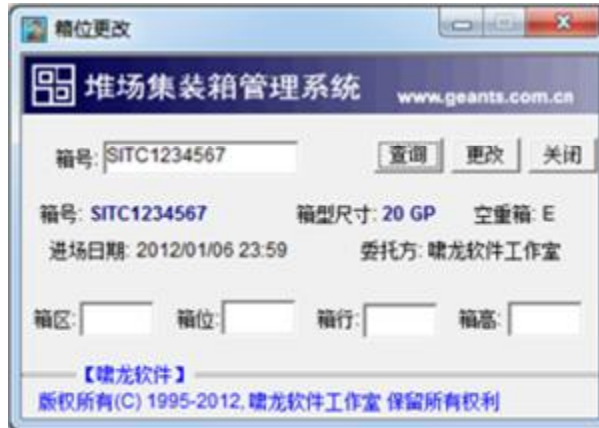 箱位更改
堆场集装箱管理系统 www.geants.com.cn
箱号: SITC1234567 查询 更改 关闭
箱号: SITC1234567 箱型尺寸: 20 GP 空重箱: E
进场日期: 2012/01/06 23:59 委托方: 啸龙软件工作室
箱区: 箱位: 箱行: 箱高:
【啸龙软件】
版权所有(C) 1995-2012, 啸龙软件工作室 保留所有权利